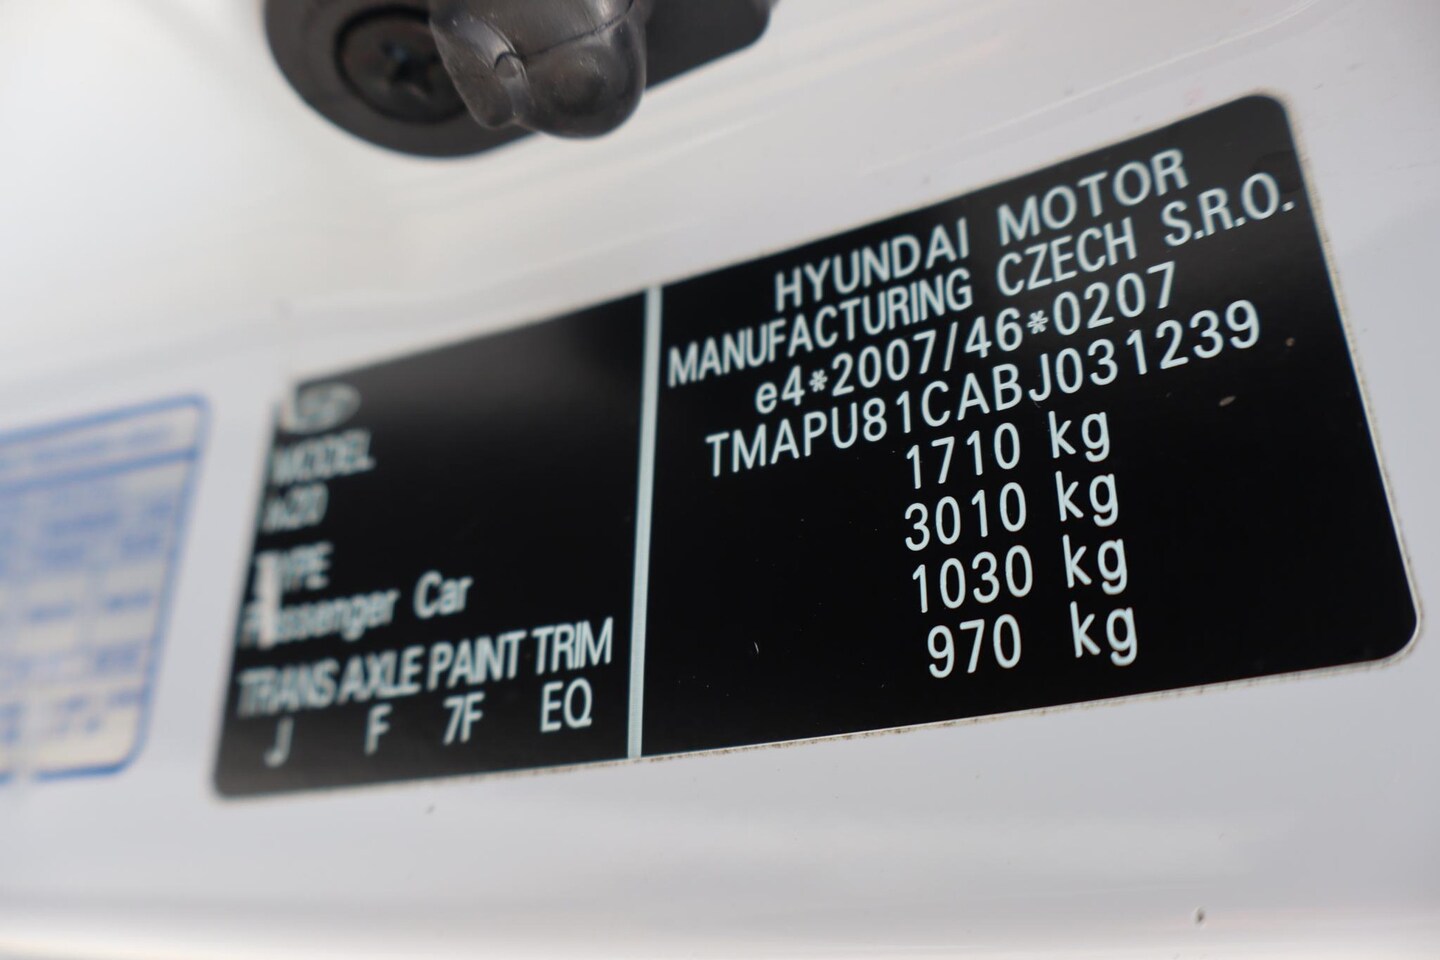 HYUNDAI MOTOR
MANUFACTURING CZECH S.R.O.
e4*2007/46*0207
TMAPU81CABJ031239
1710 kg
3010 kg
1030 kg
970 kg
MODEL
ix20
TYPE
Passenger Car
TRANS AXLE PAINT TRIM
J F 7F EQ